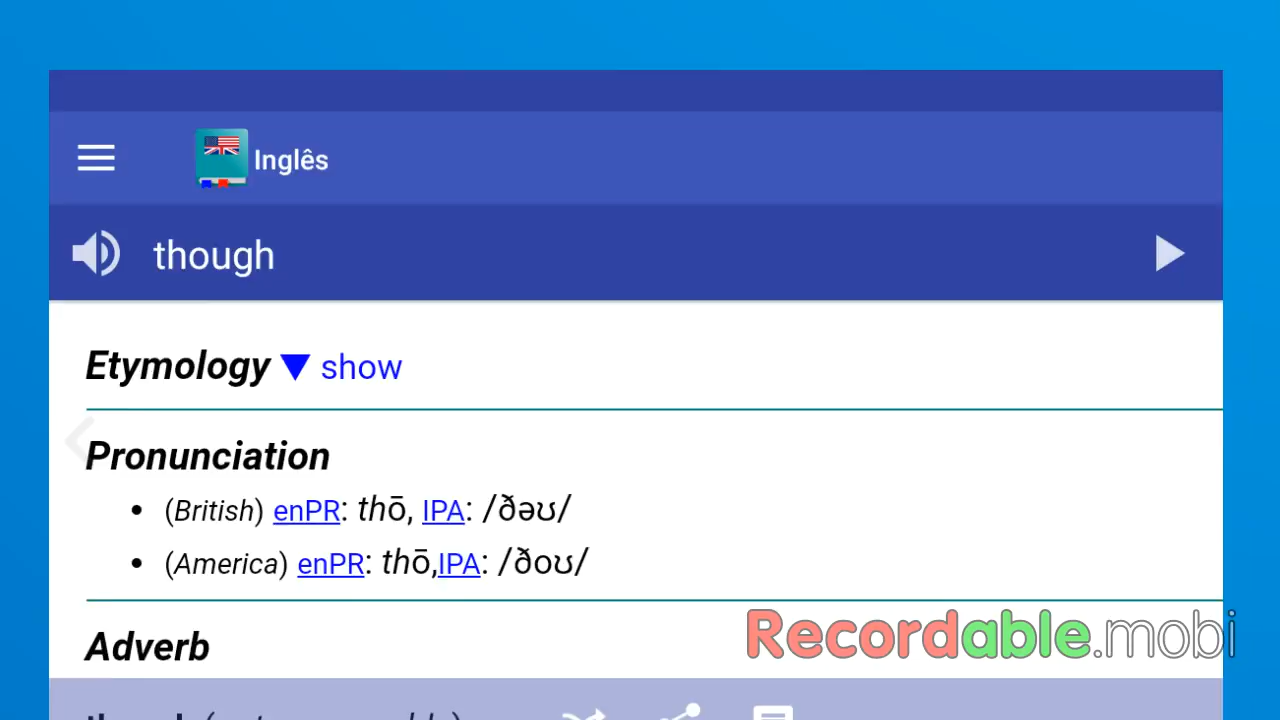 Inglês
though
Etymology ▼ show
Pronunciation
• (British) enPR: thō, IPA: /ðəʊ/
• (America) enPR: thō,IPA: /ðoʊ/
Adverb
Recordable.mobi